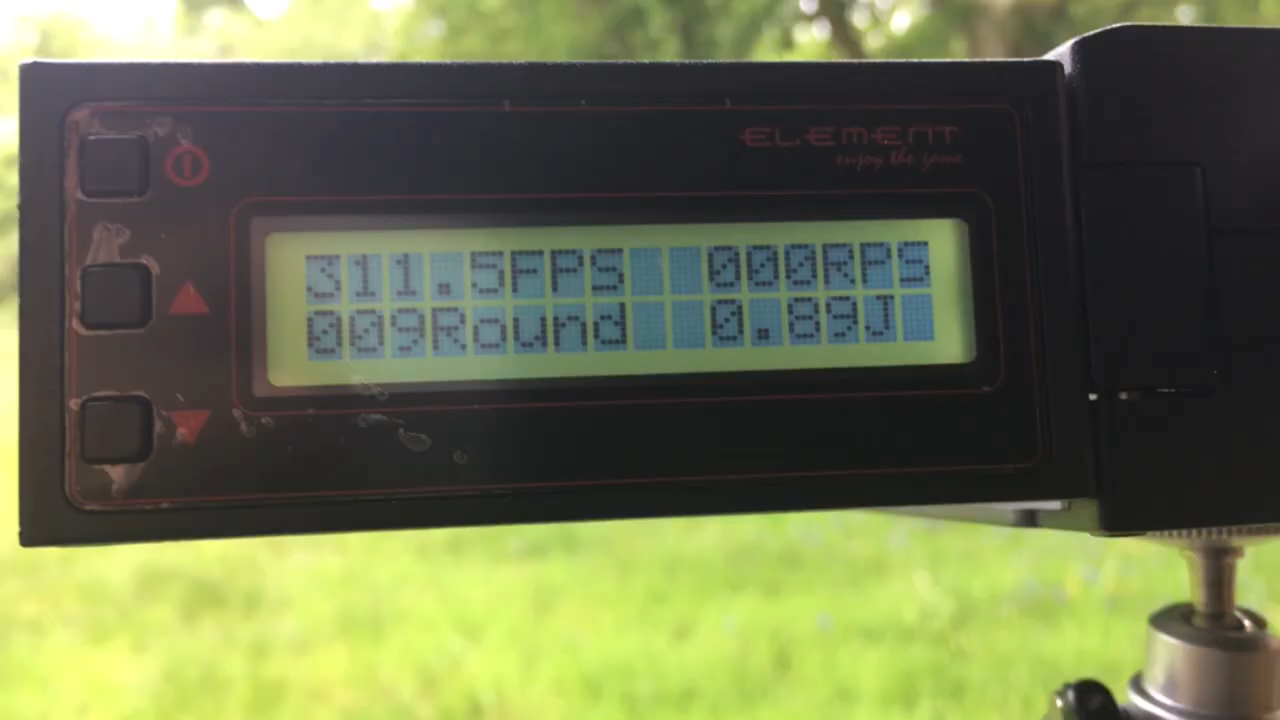 ELEMENT
enjoy the game
311.5FPS  000RPS
009Round  0.89J